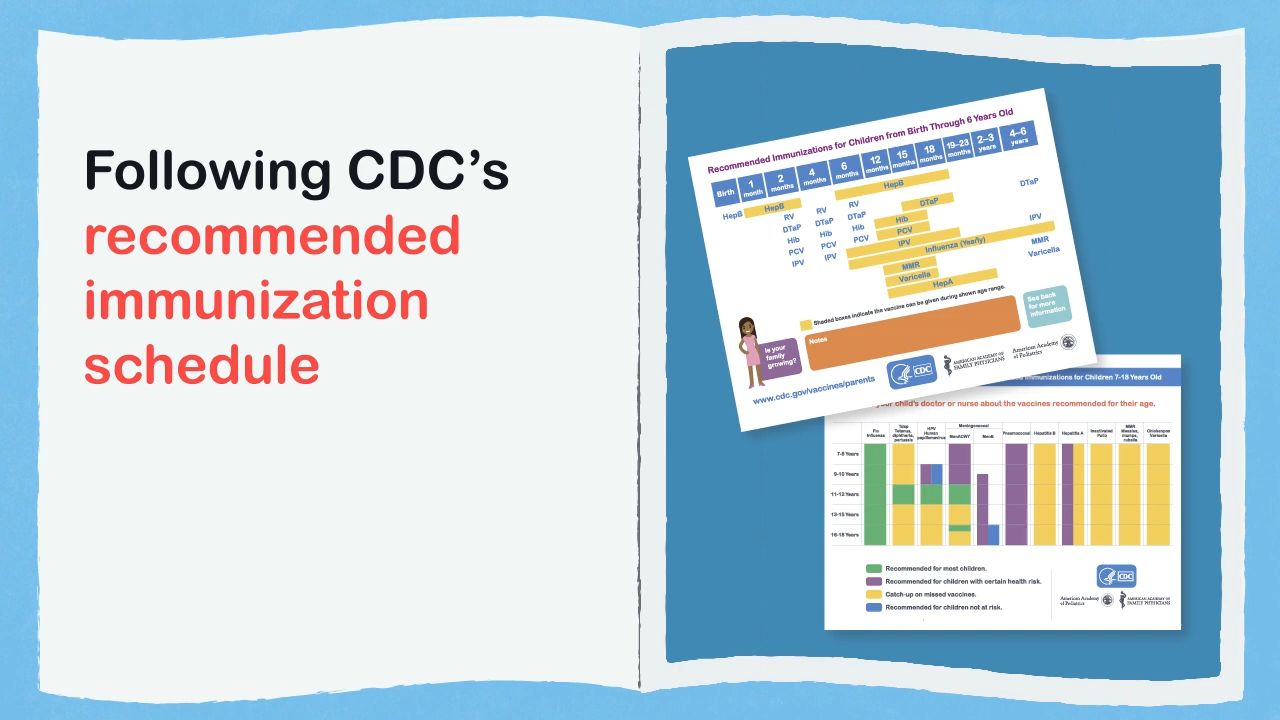 Following CDC's
recommended
immunization
schedule
Recommended Immunizations for Children from Birth Through 6 Years Old
Birth
1
month
2
months
4
months
6
months
12
months
15
months
18
months
19–23
months
2–3
years
4–6
years
HepB
HepB
HepB
RV
RV
RV
DTaP
DTaP
DTaP
DTaP
DTaP
Hib
Hib
Hib
Hib
PCV
PCV
PCV
PCV
IPV
IPV
IPV
IPV
Influenza (Yearly)
MMR
MMR
Varicella
Varicella
HepA
Shaded boxes indicate the vaccine can be given during shown age range.
Is your
family
growing?
Notes
See back
for more
information
www.cdc.gov/vaccines/parents
CDC
AMERICAN ACADEMY OF
FAMILY PHYSICIANS
American Academy
of Pediatrics
Immunizations for Children 7-18 Years Old
your child's doctor or nurse about the vaccines recommended for their age.
Flu
Influenza
Tdap
Tetanus,
diphtheria,
pertussis
HPV
Human
papillomavirus
Meningococcal
MenACWY
MenB
Pneumococcal
Hepatitis B
Hepatitis A
Inactivated
Polio
MMR
Measles,
mumps,
rubella
Chickenpox
Varicella
7-8 Years
9-10 Years
11-12 Years
13-15 Years
16-18 Years
Recommended for most children.
Recommended for children with certain health risk.
Catch-up on missed vaccines.
Recommended for children not at risk.
CDC
American Academy
of Pediatrics
AMERICAN ACADEMY OF
FAMILY PHYSICIANS